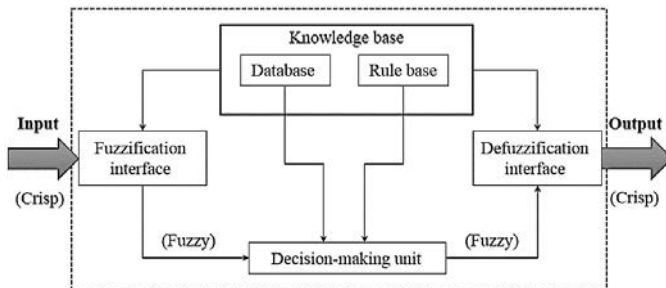 Knowledge base
Database
Rule base
Input
Output
Fuzzification
interface
Defuzzification
interface
(Crisp)
(Crisp)
(Fuzzy)
Decision-making unit
(Fuzzy)